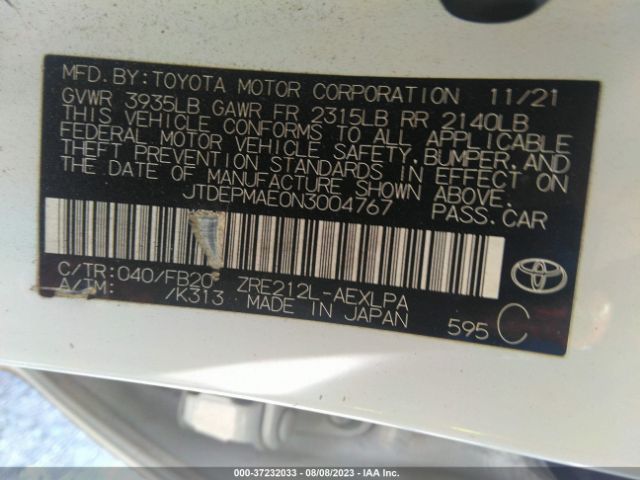 MFD. BY: TOYOTA MOTOR CORPORATION 11/21
GVWR 3935LB GAWR FR 2315LB RR 2140LB
THIS VEHICLE CONFORMS TO ALL APPLICABLE
FEDERAL MOTOR VEHICLE SAFETY, BUMPER, AND
THEFT PREVENTION STANDARDS IN EFFECT ON
THE DATE OF MANUFACTURE SHOWN ABOVE.
JTDEPMAE0N3004767 PASS. CAR
C/TR: 040/FB20 ZRE212L-AEXLPA
A/TM: /K313 MADE IN JAPAN
595 C
000-37232033 - 08/08/2023 - IAA Inc.